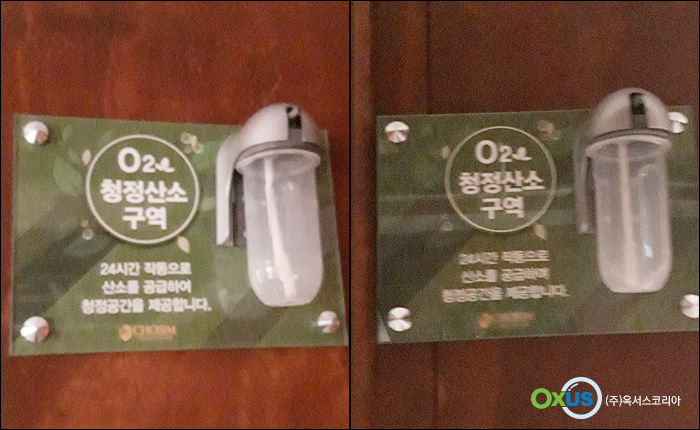 O2
청정산소
구역
24시간 작동으로
산소를 공급하여
청정공간을 제공합니다.
CHOSIM
O2
청정산소
구역
24시간 작동으로
산소를 공급하여
청정공간을 제공합니다.
CHOSIM
OXUS (주)옥서스코리아